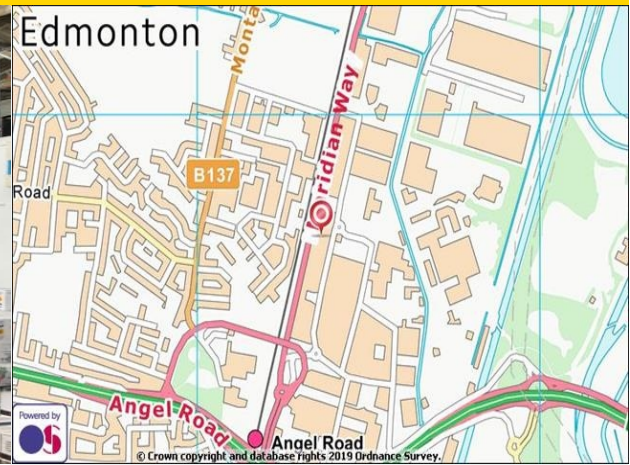 Edmonton
Monta
Meridian Way
B137
Road
Angel Road
Powered by
OS
Angel Road
© Crown copyright and database rights 2019 Ordnance Survey.